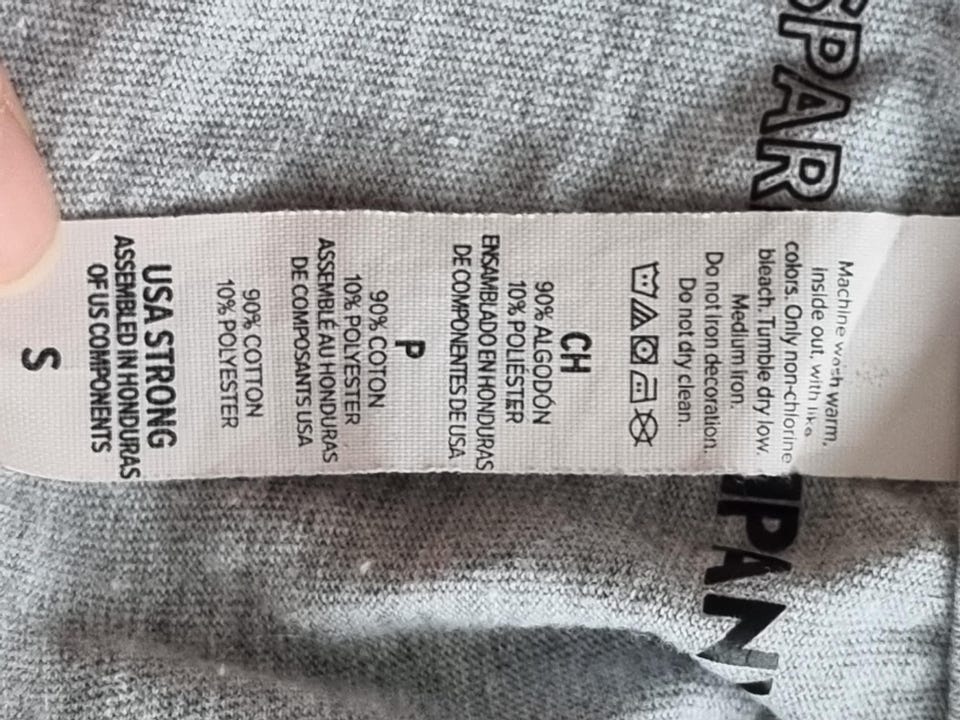 Machine wash warm,
inside out, with like
colors. Only non-chlorine
bleach. Tumble dry low.
Medium iron.
Do not Iron decoration.
Do not dry clean.
CH
90% ALGODÓN
10% POLIÉSTER
ENSAMBLADO EN HONDURAS
DE COMPONENTES DE USA
P
90% COTON
10% POLYESTER
ASSEMBLÉ AU HONDURAS
DE COMPOSANTS USA
90% COTTON
10% POLYESTER
USA STRONG
ASSEMBLED IN HONDURAS
OF US COMPONENTS
S
SPAR
PAN